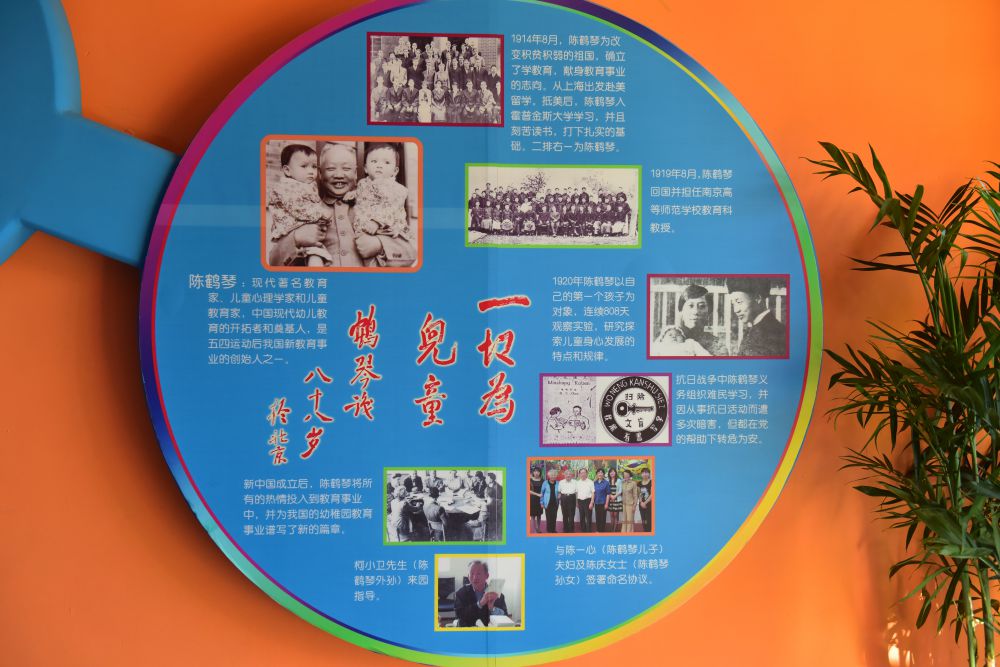 1914年8月，陈鹤琴为改
变积贫积弱的祖国，确立
了学教育，献身教育事业
的志向。从上海出发赴美
留学。抵美后，陈鹤琴入
霍普金斯大学学习，并且
刻苦读书，打下扎实的基
础。二排右一为陈鹤琴。
1919年8月，陈鹤琴
回国并担任南京高
等师范学校教育科
教授。
陈鹤琴：现代著名教育
家、儿童心理学家和儿童
教育家，中国现代幼儿教
育的开拓者和奠基人，是
五四运动后我国新教育事
业的创始人之一。
1920年陈鹤琴以自
己的第一个孩子为
对象，连续808天
观察实验，研究探
索儿童身心发展的
特点和规律。
一切为
兒童
鹤琴诚
八十八岁
於北京
WO NENG KANSHU XIEZI
扫除
文盲
抗日战争中陈鹤琴义
务组织难民学习，并
因从事抗日活动而遭
多次暗害，但都在党
的帮助下转危为安。
新中国成立后，陈鹤琴将所
有的热情投入到教育事业
中，并为我国的幼稚园教育
事业谱写了新的篇章。
与陈一心（陈鹤琴儿子）
夫妇及陈庆女士（陈鹤琴
孙女）签署命名协议。
柯小卫先生（陈
鹤琴外孙）来园
指导。